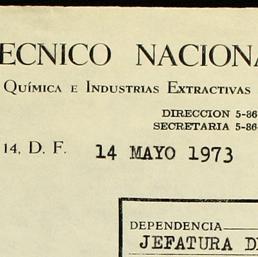 ECNICO NACIONA
QUÍMICA E INDUSTRIAS EXTRACTIVAS
DIRECCION 5-86
SECRETARIA 5-86
14, D. F. 14 MAYO 1973
DEPENDENCIA
JEFATURA D